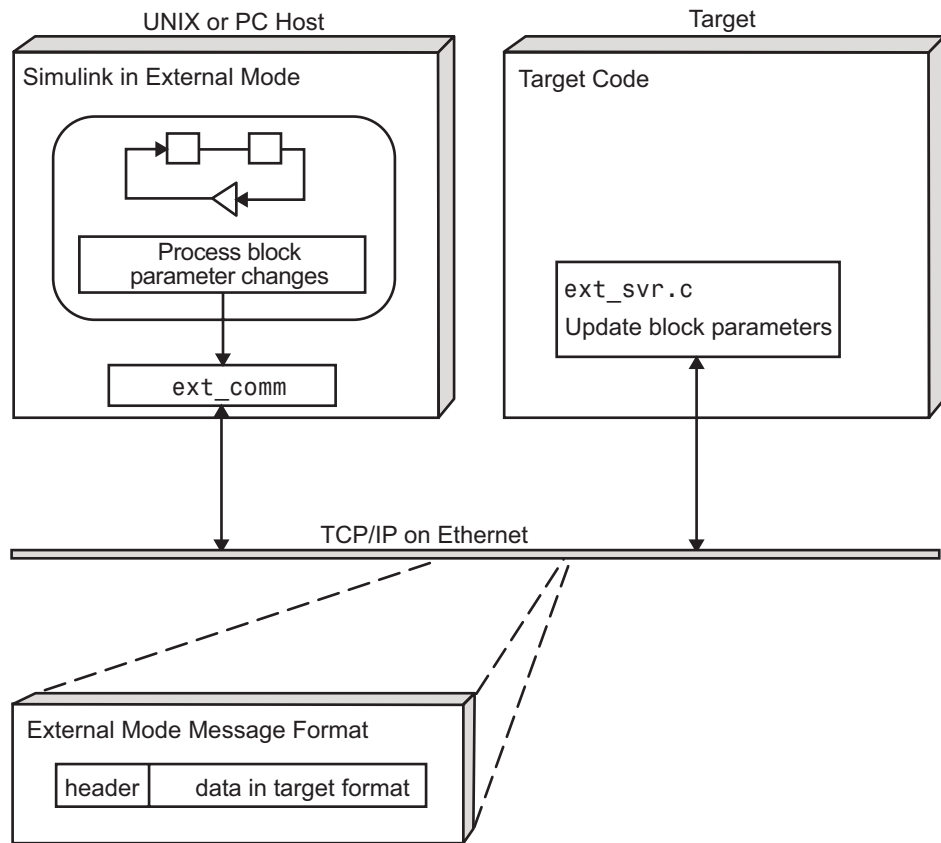 UNIX or PC Host
Target
Simulink in External Mode
Target Code
Process block
parameter changes
ext_svr.c
Update block parameters
ext_comm
TCP/IP on Ethernet
External Mode Message Format
header
data in target format